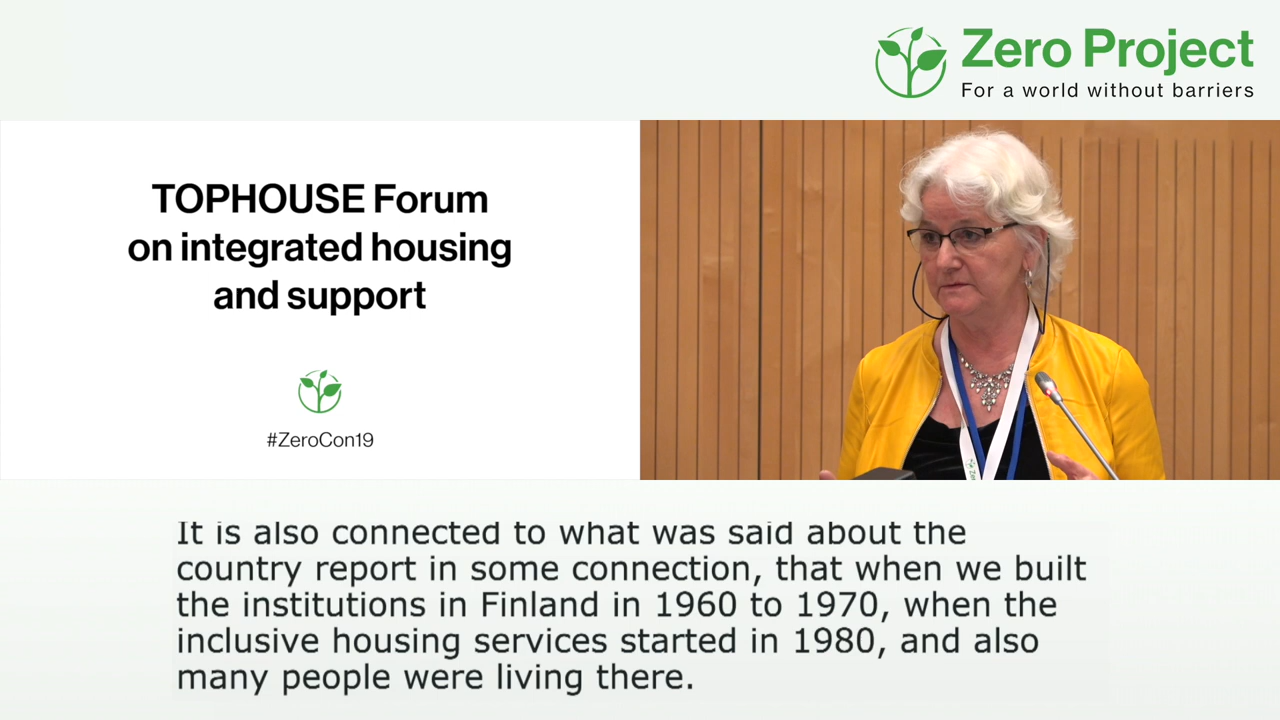 Zero Project
For a world without barriers
TOPHOUSE Forum
on integrated housing
and support
#ZeroCon19
It is also connected to what was said about the
country report in some connection, that when we built
the institutions in Finland in 1960 to 1970, when the
inclusive housing services started in 1980, and also
many people were living there.